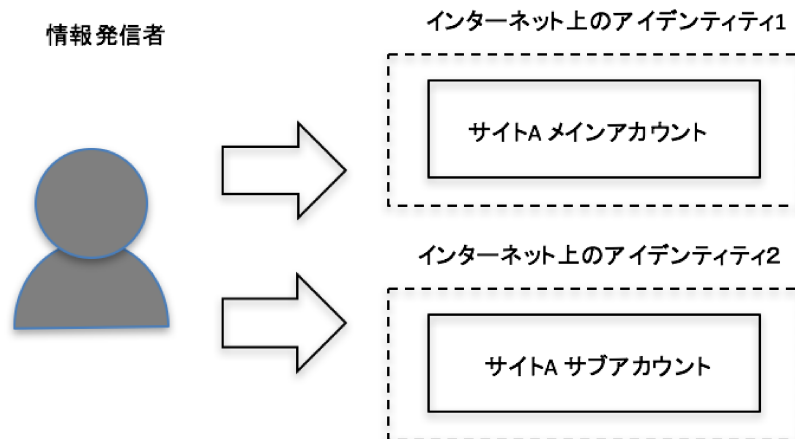 情報発信者
インターネット上のアイデンティティ1
サイトA メインアカウント
インターネット上のアイデンティティ2
サイトA サブアカウント